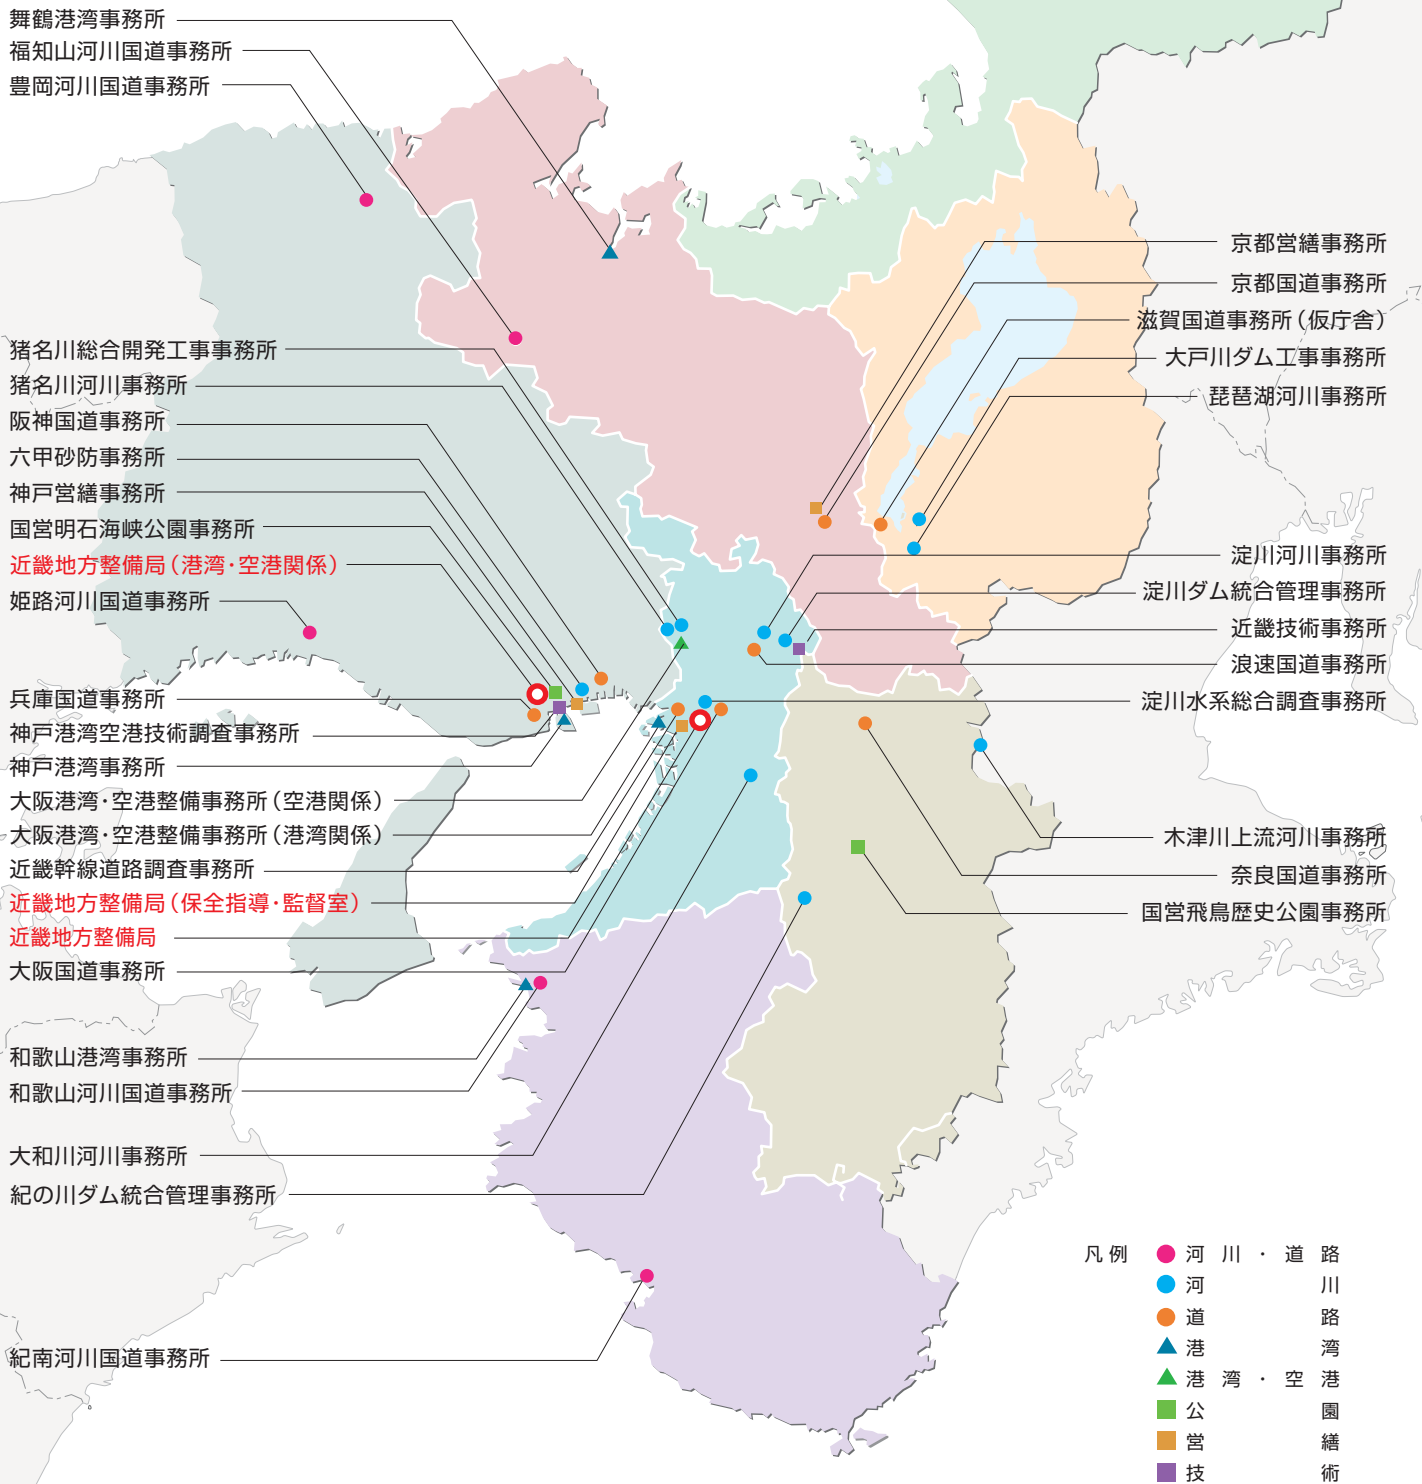 舞鶴港湾事務所
福知山河川国道事務所
豊岡河川国道事務所
猪名川総合開発工事事務所
猪名川河川事務所
阪神国道事務所
六甲砂防事務所
神戸営繕事務所
国営明石海峡公園事務所
近畿地方整備局(港湾・空港関係)
姫路河川国道事務所
兵庫国道事務所
神戸港湾空港技術調査事務所
神戸港湾事務所
大阪港湾・空港整備事務所(空港関係)
大阪港湾・空港整備事務所(港湾関係)
近畿幹線道路調査事務所
近畿地方整備局(保全指導・監督室)
近畿地方整備局
大阪国道事務所
和歌山港湾事務所
和歌山河川国道事務所
大和川河川事務所
紀の川ダム統合管理事務所
紀南河川国道事務所
京都営繕事務所
京都国道事務所
滋賀国道事務所(仮庁舎)
大戸川ダム工事事務所
琵琶湖河川事務所
淀川河川事務所
淀川ダム統合管理事務所
近畿技術事務所
浪速国道事務所
淀川水系総合調査事務所
木津川上流河川事務所
奈良国道事務所
国営飛鳥歴史公園事務所
凡例 河川・道路
河川
道路
港湾
港湾・空港
公園
営繕
技術